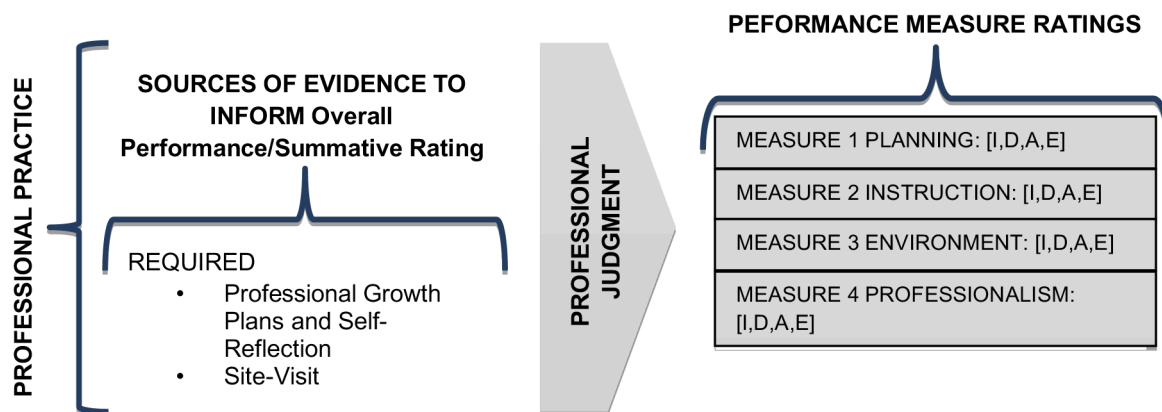 PROFESSIONAL PRACTICE
SOURCES OF EVIDENCE TO
INFORM Overall
Performance/Summative Rating
REQUIRED
• Professional Growth
Plans and Self-
Reflection
• Site-Visit
PROFESSIONAL
JUDGMENT
PEFORMANCE MEASURE RATINGS
MEASURE 1 PLANNING: [I,D,A,E]
MEASURE 2 INSTRUCTION: [I,D,A,E]
MEASURE 3 ENVIRONMENT: [I,D,A,E]
MEASURE 4 PROFESSIONALISM:
[I,D,A,E]